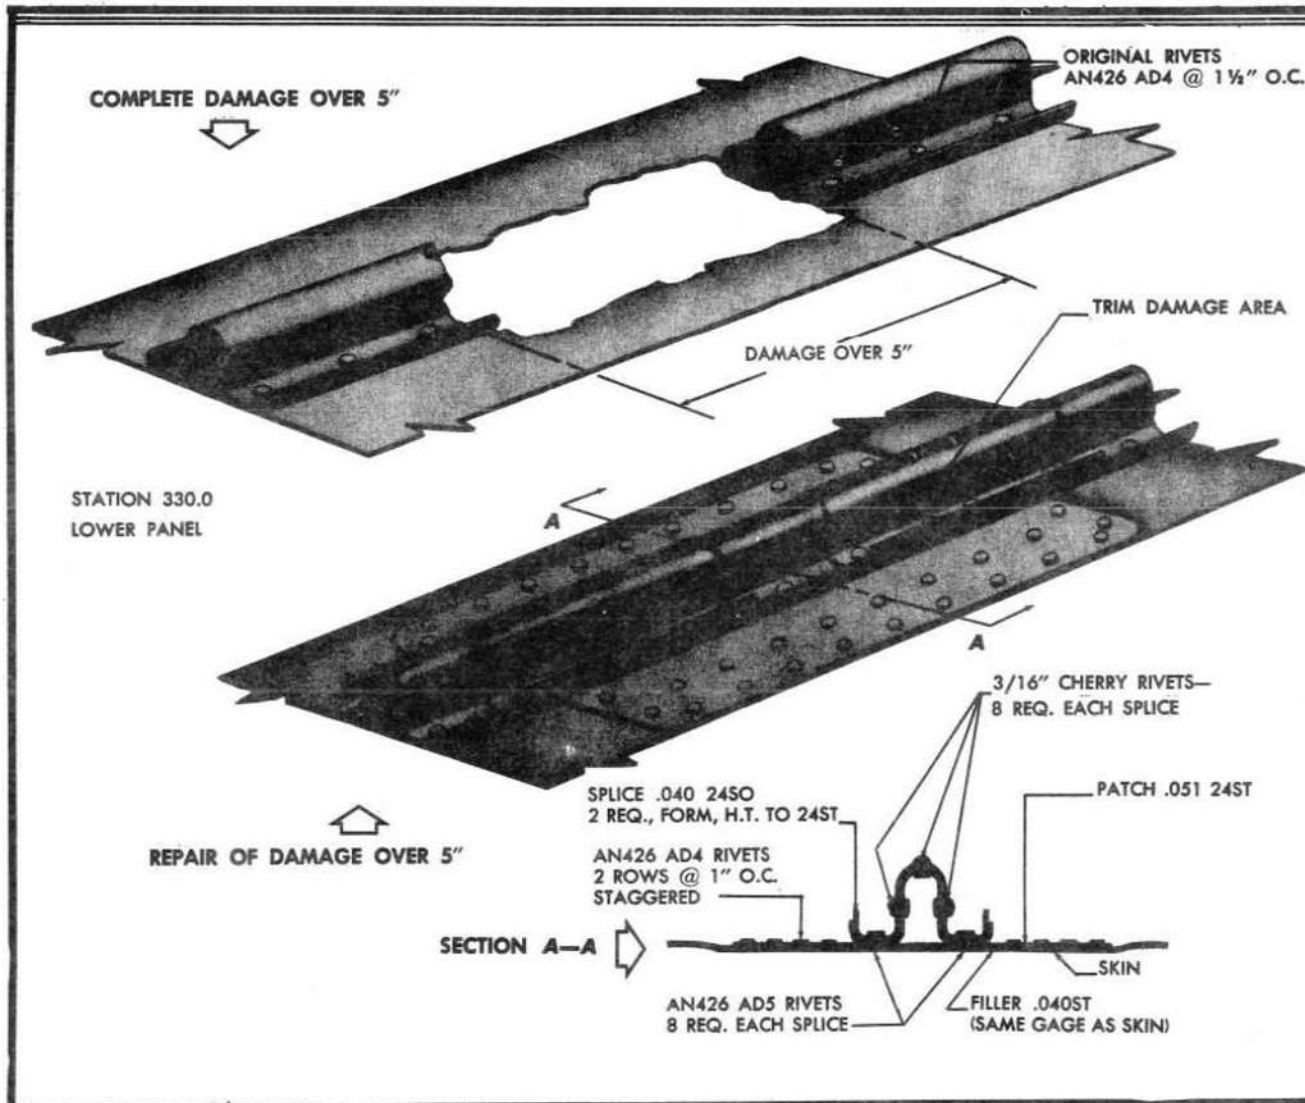 COMPLETE DAMAGE OVER 5"
ORIGINAL RIVETS
AN426 AD4 @ 1½" O.C.
TRIM DAMAGE AREA
DAMAGE OVER 5"
STATION 330.0
LOWER PANEL
A
A
3/16" CHERRY RIVETS—
8 REQ. EACH SPLICE
SPLICE .040 24SO
2 REQ., FORM, H.T. TO 24ST
PATCH .051 24ST
REPAIR OF DAMAGE OVER 5"
AN426 AD4 RIVETS
2 ROWS @ 1" O.C.
STAGGERED
SECTION A—A
SKIN
AN426 AD5 RIVETS
8 REQ. EACH SPLICE
FILLER .040ST
(SAME GAGE AS SKIN)